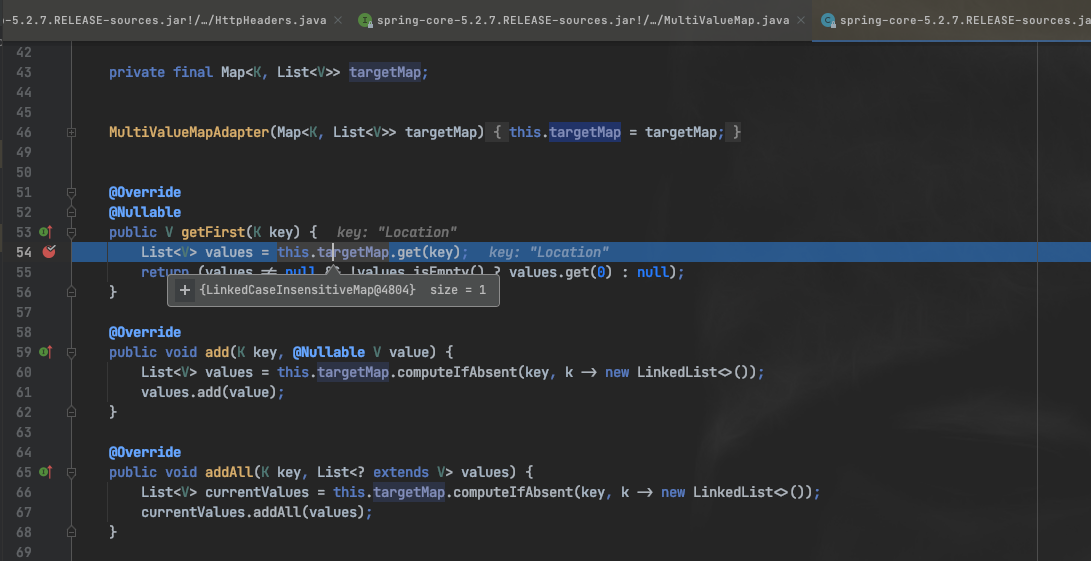 -5.2.7.RELEASE-sources.jar!/…/HttpHeaders.java × spring-core-5.2.7.RELEASE-sources.jar!/…/MultiValueMap.java × spring-core-5.2.7.RELEASE-sources.ja
42
43 private final Map<K, List<V>> targetMap;
44
45
46 MultiValueMapAdapter(Map<K, List<V>> targetMap) { this.targetMap = targetMap; }
49
50
51 @Override
52 @Nullable
53 public V getFirst(K key) { key: "Location"
54 List<V> values = this.targetMap.get(key); key: "Location"
55 return (values != null && !values.isEmpty() ? values.get(0) : null);
+ {LinkedCaseInsensitiveMap@4804} size = 1
56 }
57
58 @Override
59 public void add(K key, @Nullable V value) {
60 List<V> values = this.targetMap.computeIfAbsent(key, k -> new LinkedList<>());
61 values.add(value);
62 }
63
64 @Override
65 public void addAll(K key, List<? extends V> values) {
66 List<V> currentValues = this.targetMap.computeIfAbsent(key, k -> new LinkedList<>());
67 currentValues.addAll(values);
68 }
69